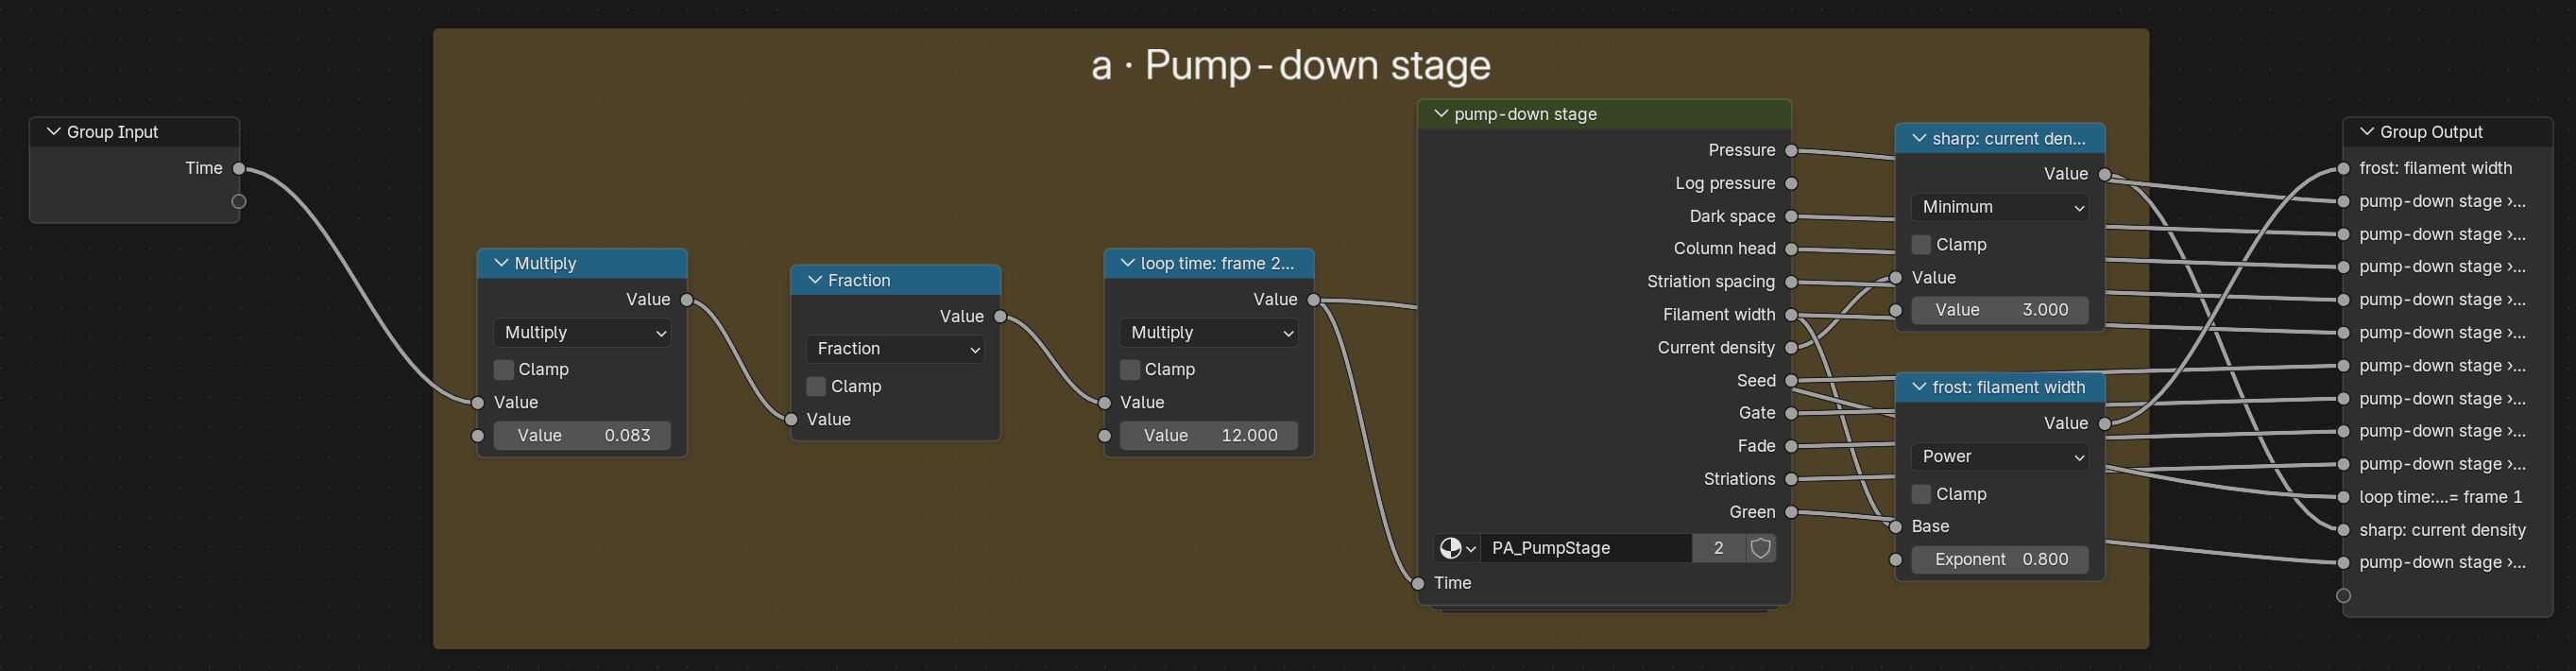 a · Pump-down stage
Group Input
Time
Multiply
Value
Multiply
Clamp
Value
Value 0.083
Fraction
Value
Fraction
Clamp
Value
loop time: frame 2...
Value
Multiply
Clamp
Value
Value 12.000
pump-down stage
Pressure
Log pressure
Dark space
Column head
Striation spacing
Filament width
Current density
Seed
Gate
Fade
Striations
Green
PA_PumpStage 2
Time
sharp: current den...
Value
Minimum
Clamp
Value
Value 3.000
frost: filament width
Value
Power
Clamp
Base
Exponent 0.800
Group Output
frost: filament width
pump-down stage ›...
pump-down stage ›...
pump-down stage ›...
pump-down stage ›...
pump-down stage ›...
pump-down stage ›...
pump-down stage ›...
pump-down stage ›...
pump-down stage ›...
loop time:...= frame 1
sharp: current density
pump-down stage ›...